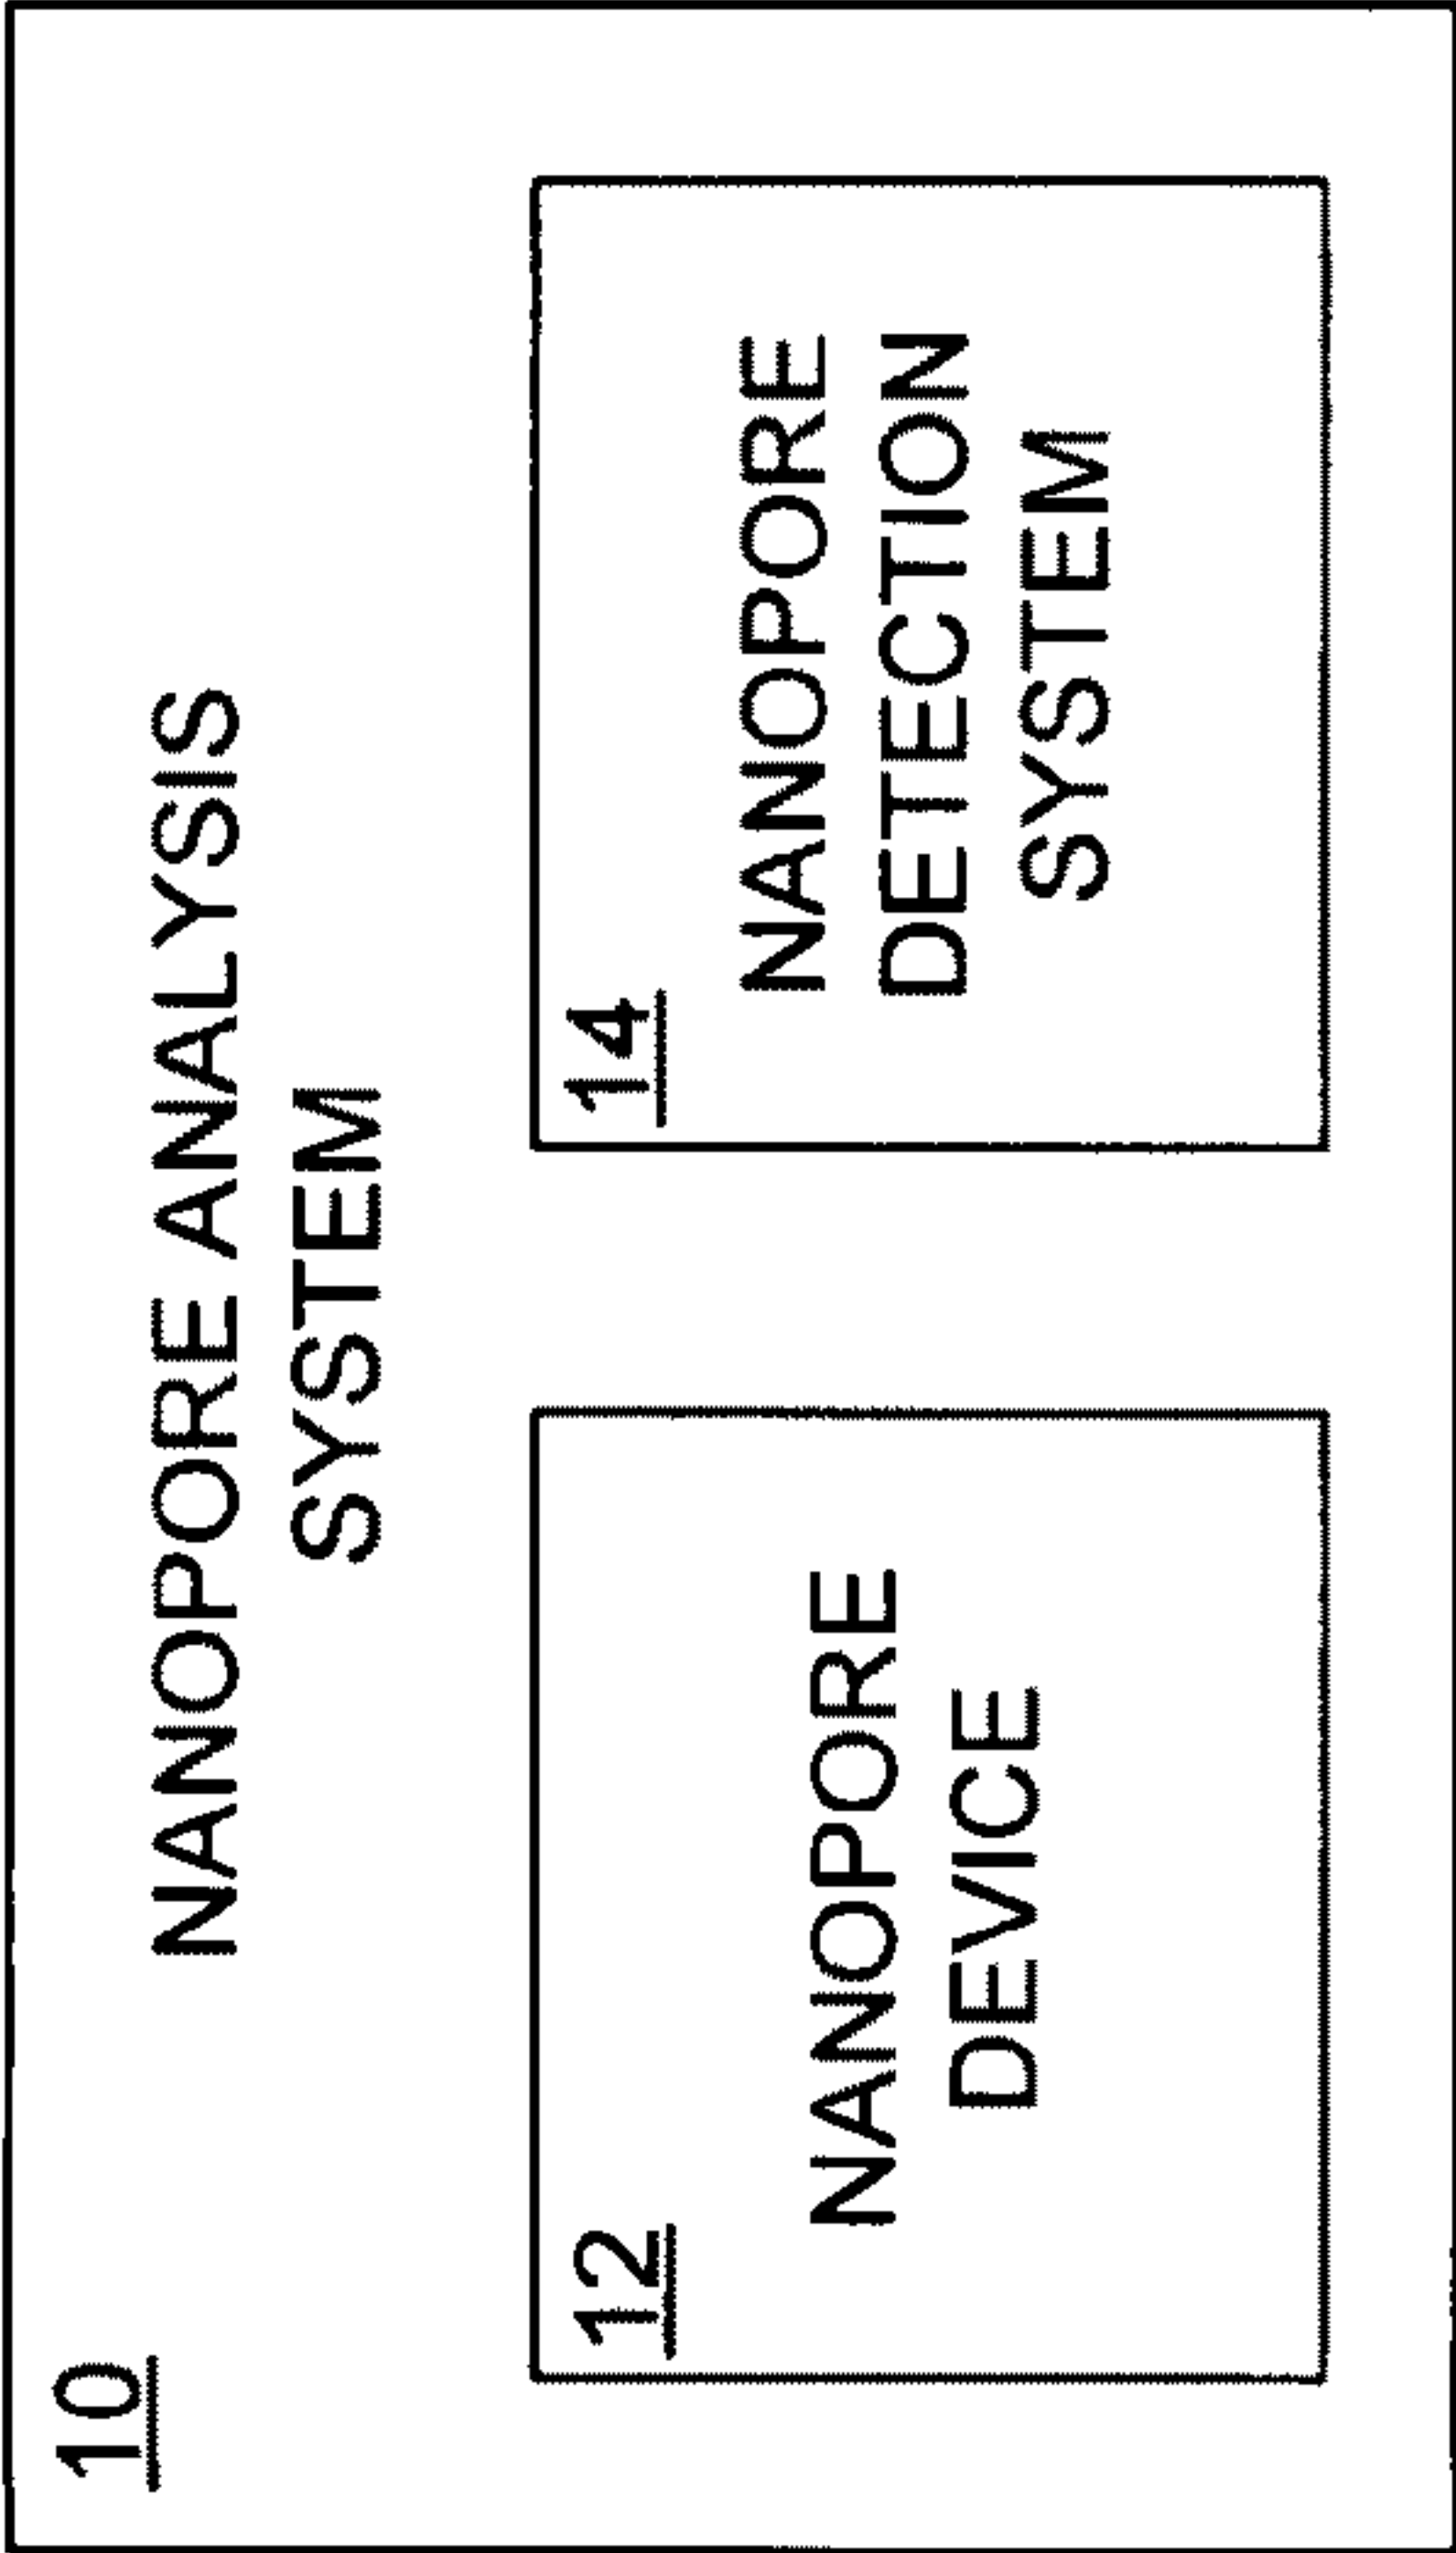 10
NANOPORE ANALYSIS
SYSTEM
12
NANOPORE
DEVICE
14
NANOPORE
DETECTION
SYSTEM